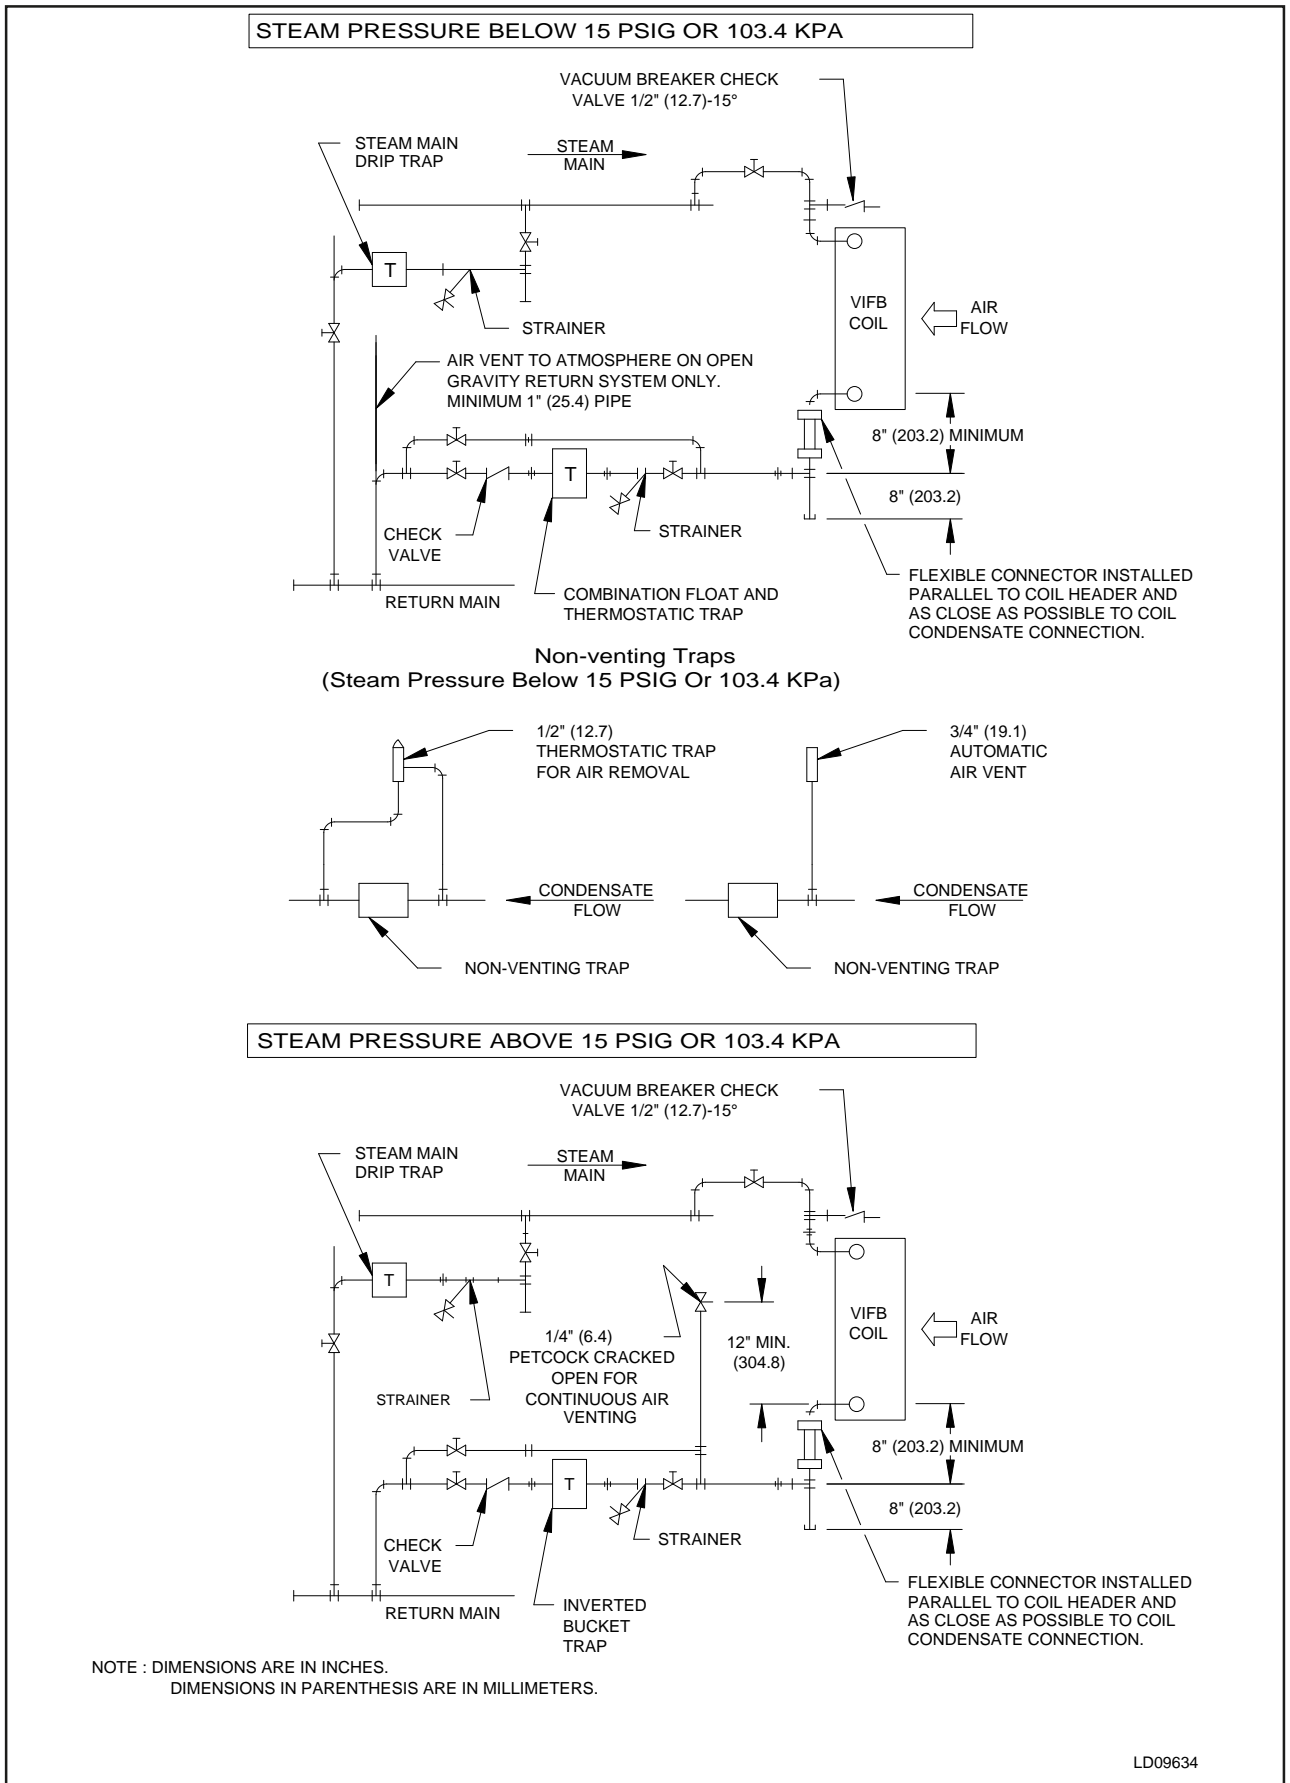 STEAM PRESSURE BELOW 15 PSIG OR 103.4 KPA
VACUUM BREAKER CHECK
VALVE 1/2" (12.7)-15°
STEAM MAIN
DRIP TRAP
STEAM
MAIN
T
STRAINER
VIFB
COIL
AIR
FLOW
AIR VENT TO ATMOSPHERE ON OPEN
GRAVITY RETURN SYSTEM ONLY.
MINIMUM 1" (25.4) PIPE
8" (203.2) MINIMUM
T
8" (203.2)
CHECK
VALVE
STRAINER
RETURN MAIN
COMBINATION FLOAT AND
THERMOSTATIC TRAP
FLEXIBLE CONNECTOR INSTALLED
PARALLEL TO COIL HEADER AND
AS CLOSE AS POSSIBLE TO COIL
CONDENSATE CONNECTION.
Non-venting Traps
(Steam Pressure Below 15 PSIG Or 103.4 KPa)
1/2" (12.7)
THERMOSTATIC TRAP
FOR AIR REMOVAL
3/4" (19.1)
AUTOMATIC
AIR VENT
CONDENSATE
FLOW
CONDENSATE
FLOW
NON-VENTING TRAP
NON-VENTING TRAP
STEAM PRESSURE ABOVE 15 PSIG OR 103.4 KPA
VACUUM BREAKER CHECK
VALVE 1/2" (12.7)-15°
STEAM MAIN
DRIP TRAP
STEAM
MAIN
T
VIFB
COIL
AIR
FLOW
1/4" (6.4)
PETCOCK CRACKED
OPEN FOR
CONTINUOUS AIR
VENTING
12" MIN.
(304.8)
STRAINER
8" (203.2) MINIMUM
T
8" (203.2)
CHECK
VALVE
STRAINER
RETURN MAIN
INVERTED
BUCKET
TRAP
FLEXIBLE CONNECTOR INSTALLED
PARALLEL TO COIL HEADER AND
AS CLOSE AS POSSIBLE TO COIL
CONDENSATE CONNECTION.
NOTE : DIMENSIONS ARE IN INCHES.
DIMENSIONS IN PARENTHESIS ARE IN MILLIMETERS.
LD09634